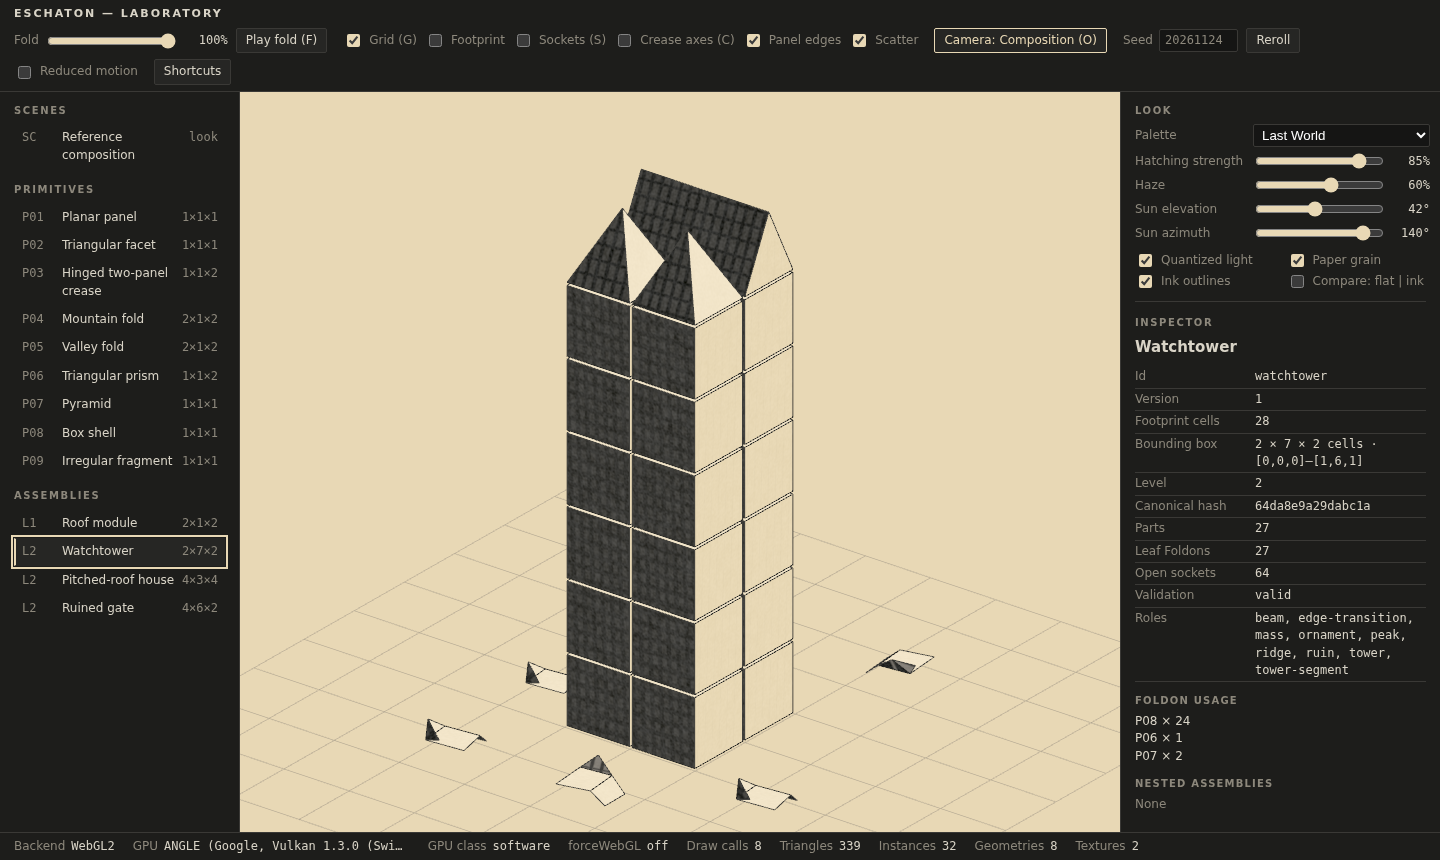 ESCHATON — LABORATORY
Fold 100% Play fold (F) Grid (G) Footprint Sockets (S) Crease axes (C) Panel edges Scatter Camera: Composition (O) Seed 20261124 Reroll
Reduced motion Shortcuts
SCENES
SC Reference composition look
PRIMITIVES
P01 Planar panel 1×1×1
P02 Triangular facet 1×1×1
P03 Hinged two-panel crease 1×1×2
P04 Mountain fold 2×1×2
P05 Valley fold 2×1×2
P06 Triangular prism 1×1×2
P07 Pyramid 1×1×1
P08 Box shell 1×1×1
P09 Irregular fragment 1×1×1
ASSEMBLIES
L1 Roof module 2×1×2
L2 Watchtower 2×7×2
L2 Pitched-roof house 4×3×4
L2 Ruined gate 4×6×2
LOOK
Palette Last World
Hatching strength 85%
Haze 60%
Sun elevation 42°
Sun azimuth 140°
Quantized light Paper grain
Ink outlines Compare: flat | ink
INSPECTOR
Watchtower
Id watchtower
Version 1
Footprint cells 28
Bounding box 2 × 7 × 2 cells ·
[0,0,0]–[1,6,1]
Level 2
Canonical hash 64da8e9a29dabc1a
Parts 27
Leaf Foldons 27
Open sockets 64
Validation valid
Roles beam, edge-transition,
mass, ornament, peak,
ridge, ruin, tower,
tower-segment
FOLDON USAGE
P08 × 24
P06 × 1
P07 × 2
NESTED ASSEMBLIES
None
Backend WebGL2 GPU ANGLE (Google, Vulkan 1.3.0 (Swi… GPU class software forceWebGL off Draw calls 8 Triangles 339 Instances 32 Geometries 8 Textures 2